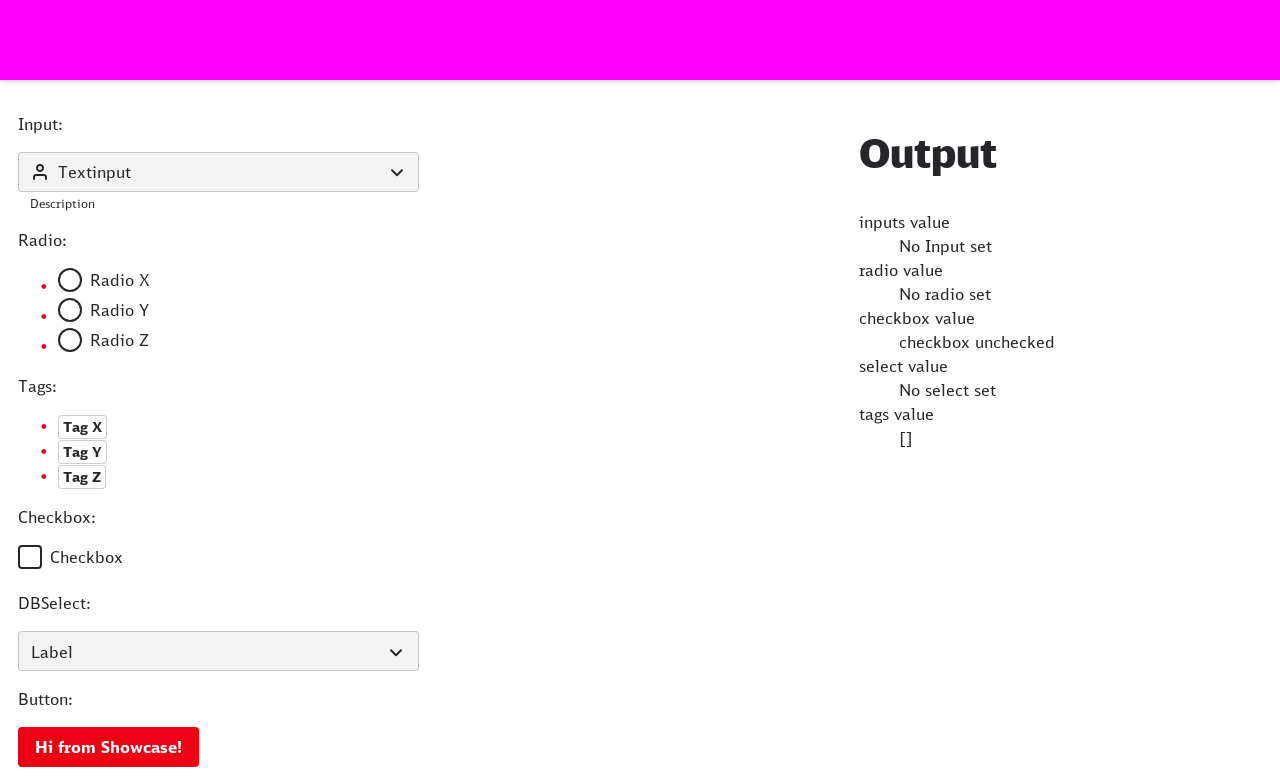 Input:
Textinput
Description
Radio:
Radio X
Radio Y
Radio Z
Tags:
Tag X
Tag Y
Tag Z
Checkbox:
Checkbox
DBSelect:
Label
Button:
Hi from Showcase!
Output
inputs value
No Input set
radio value
No radio set
checkbox value
checkbox unchecked
select value
No select set
tags value
[]